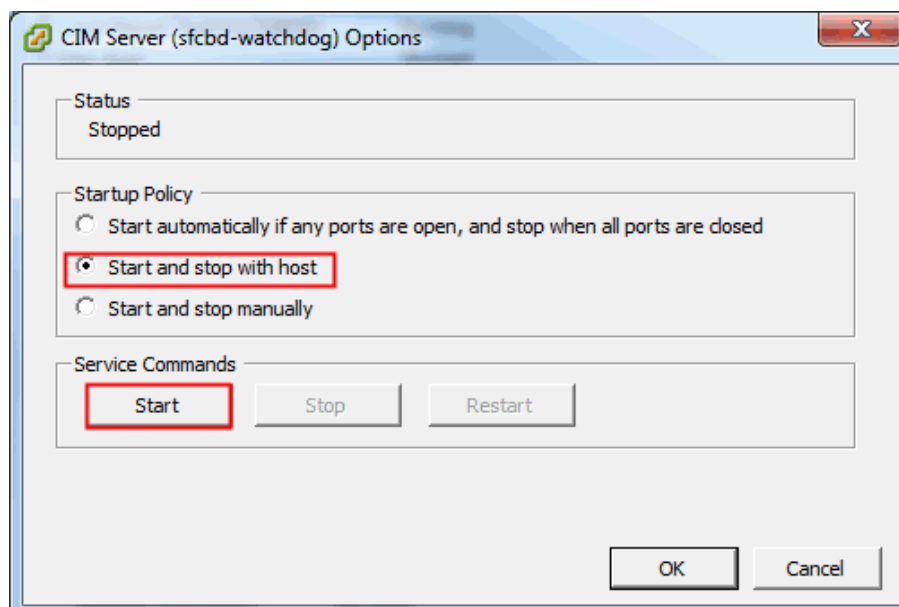 CIM Server (sfcbd-watchdog) Options
Status
Stopped
Startup Policy
Start automatically if any ports are open, and stop when all ports are closed
Start and stop with host
Start and stop manually
Service Commands
Start Stop Restart
OK Cancel